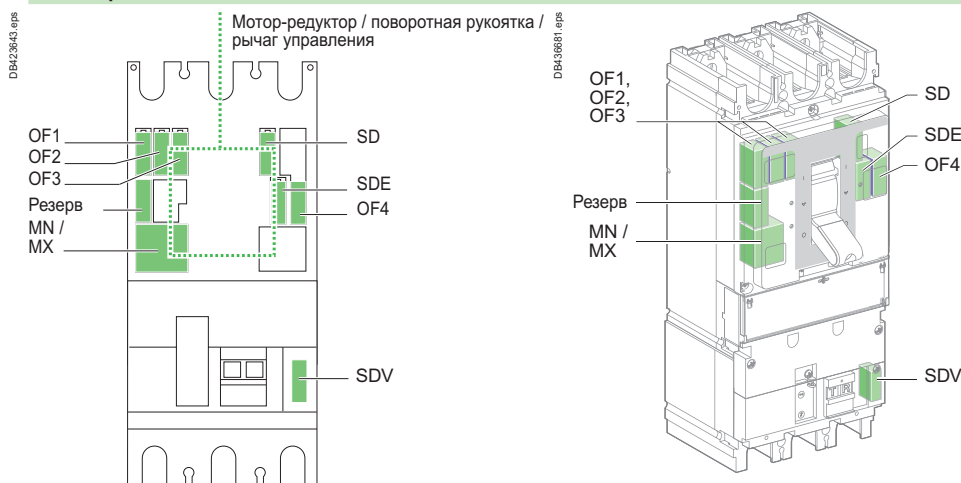 DB423643.eps
Мотор-редуктор / поворотная рукоятка /
рычаг управления
OF1
OF2
OF3
Резерв
MN /
MX
SD
SDE
OF4
SDV
DB436681.eps
OF1,
OF2,
OF3
Резерв
MN /
MX
SD
SDE
OF4
SDV